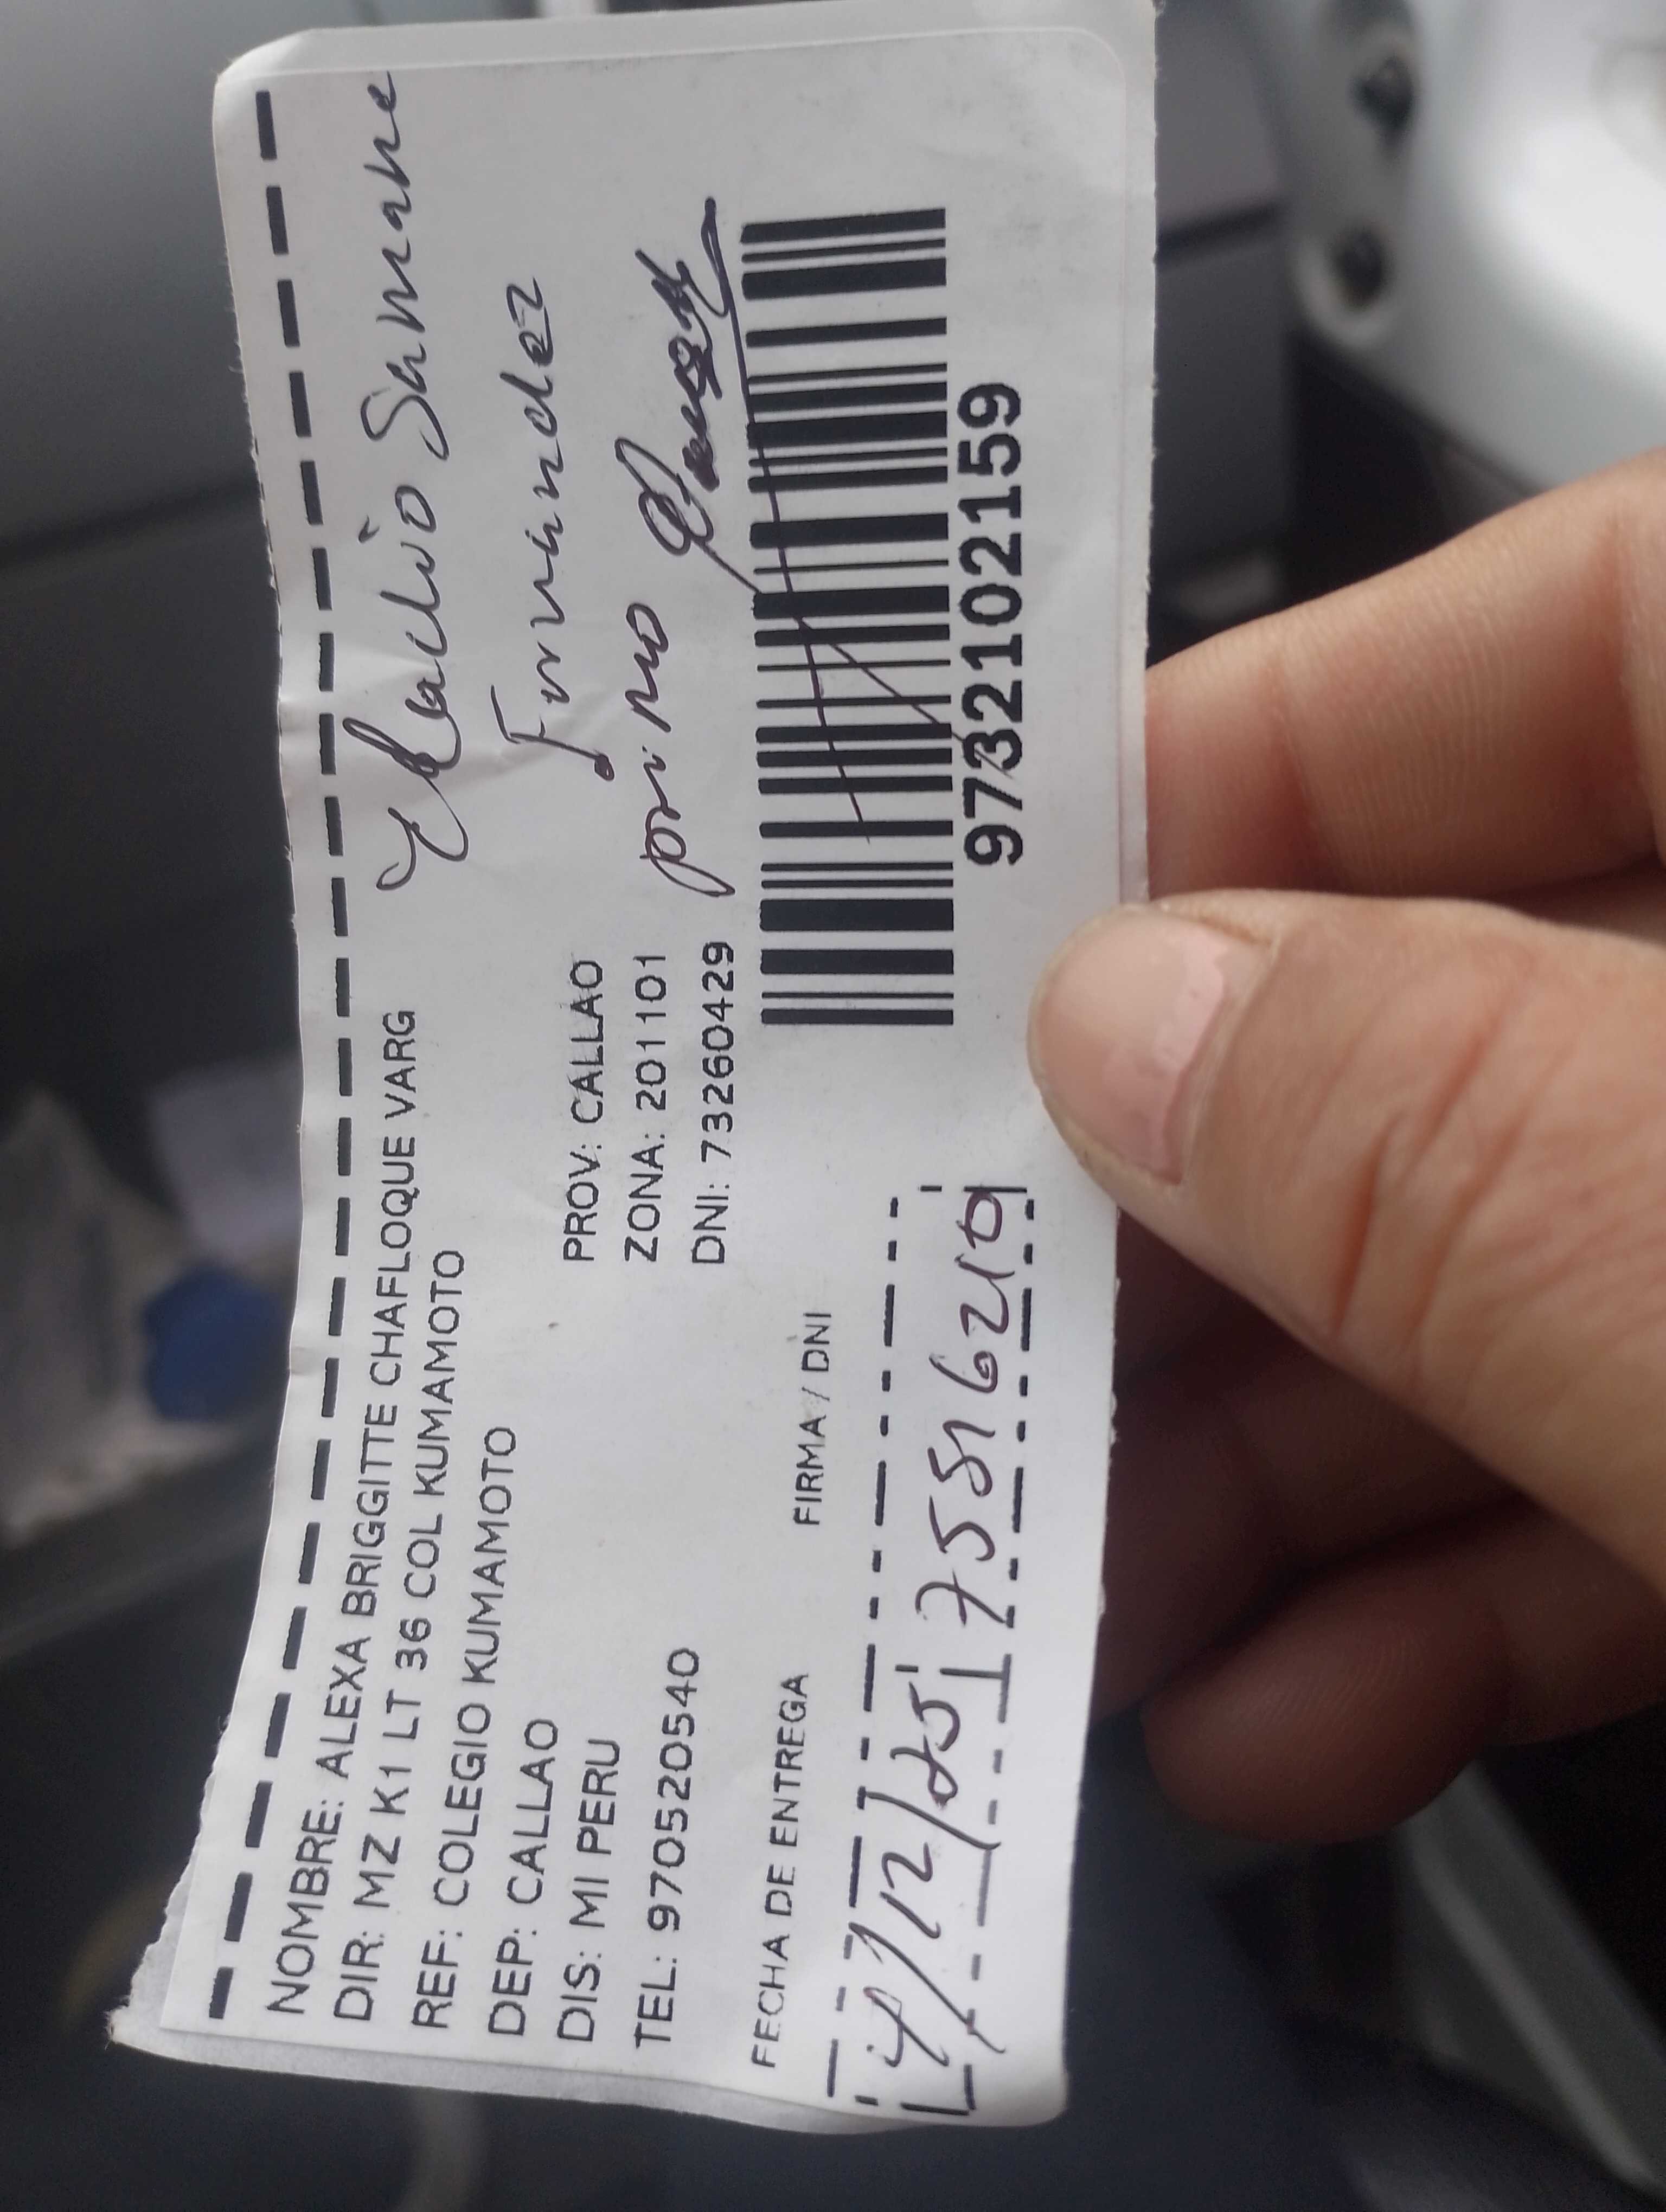 NOMBRE: ALEXA BRIGGITTE CHAFLOQUE VARG
DIR: MZ K1 LT 36 COL KUMAMOTO
REF: COLEGIO KUMAMOTO
DEP: CALLAO
PROV: CALLAO
DIS: MI PERU
ZONA: 201101
TEL: 970520540
DNI: 73260429
Samane
primo
FECHA DE ENTREGA
FIRMA / DNI
4/12/25
75516210
9732102159